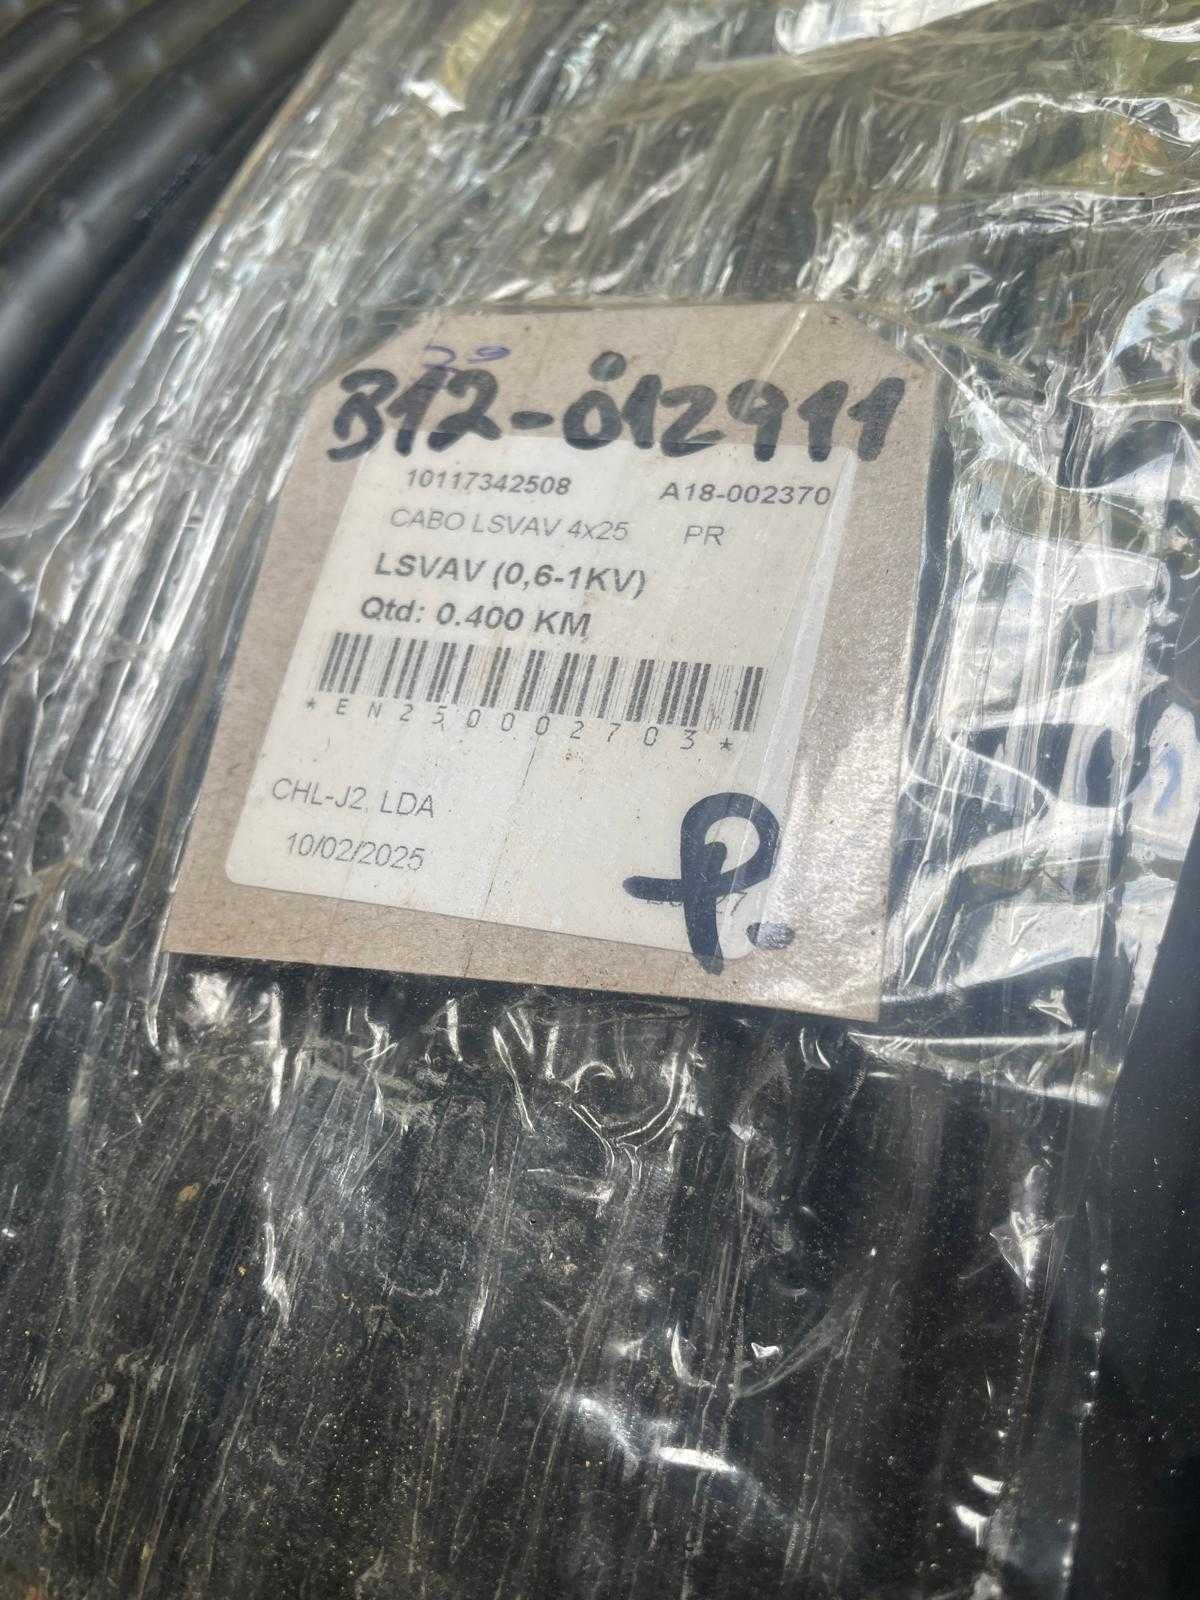 29
B12-012911
10117342508 A18-002370
CABO LSVAV 4x25 PR
LSVAV (0,6-1KV)
Qtd: 0.400 KM
*EN250002703*
CHL-J2, LDA
10/02/2025
P.